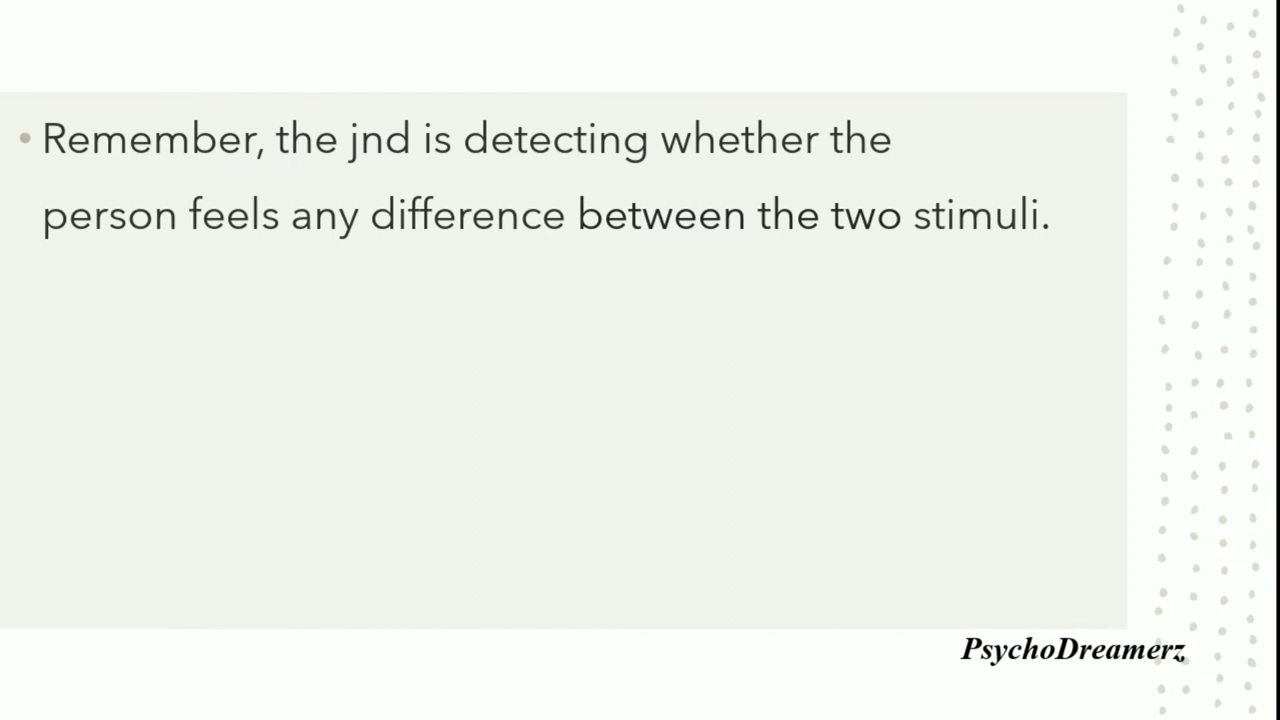 • Remember, the jnd is detecting whether the
person feels any difference between the two stimuli.
PsychoDreamerz